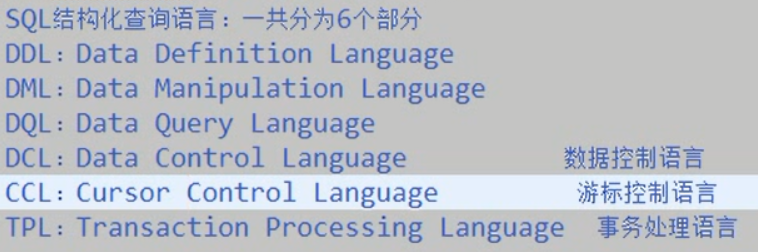 SQL结构化查询语言：一共分为6个部分
DDL：Data Definition Language
DML：Data Manipulation Language
DQL：Data Query Language
DCL：Data Control Language 数据控制语言
CCL：Cursor Control Language 游标控制语言
TPL：Transaction Processing Language 事务处理语言